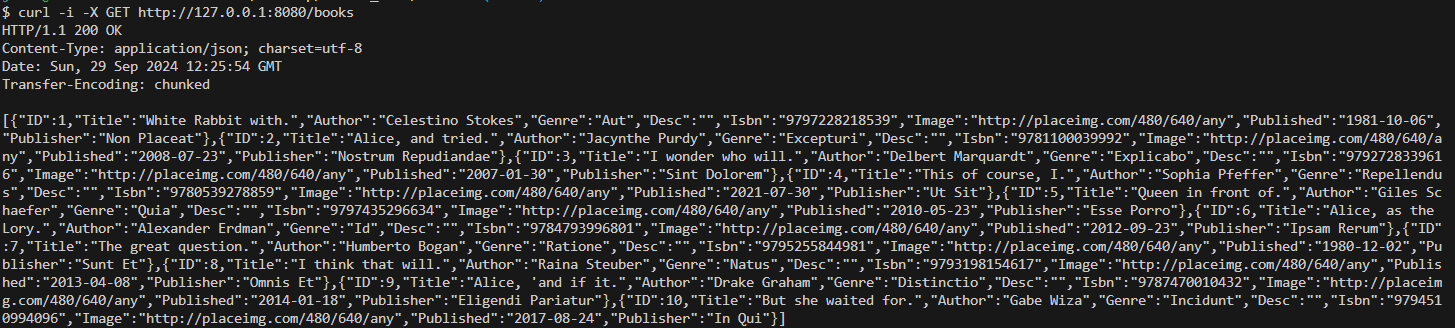 $ curl -i -X GET http://127.0.0.1:8080/books
HTTP/1.1 200 OK
Content-Type: application/json; charset=utf-8
Date: Sun, 29 Sep 2024 12:25:54 GMT
Transfer-Encoding: chunked
[{"ID":1,"Title":"White Rabbit with.","Author":"Celestino Stokes","Genre":"Aut","Desc":"","Isbn":"9797228218539","Image":"http://placeimg.com/480/640/any","Published":"1981-10-06",
"Publisher":"Non Placeat"},{"ID":2,"Title":"Alice, and tried.","Author":"Jacynthe Purdy","Genre":"Excepturi","Desc":"","Isbn":"9781100039992","Image":"http://placeimg.com/480/640/a
ny","Published":"2008-07-23","Publisher":"Nostrum Repudiandae"},{"ID":3,"Title":"I wonder who will.","Author":"Delbert Marquardt","Genre":"Explicabo","Desc":"","Isbn":"979272833961
6","Image":"http://placeimg.com/480/640/any","Published":"2007-01-30","Publisher":"Sint Dolorem"},{"ID":4,"Title":"This of course, I.","Author":"Sophia Pfeffer","Genre":"Repellendu
s","Desc":"","Isbn":"9780539278859","Image":"http://placeimg.com/480/640/any","Published":"2021-07-30","Publisher":"Ut Sit"},{"ID":5,"Title":"Queen in front of.","Author":"Giles Sc
haefer","Genre":"Quia","Desc":"","Isbn":"9797435296634","Image":"http://placeimg.com/480/640/any","Published":"2010-05-23","Publisher":"Esse Porro"},{"ID":6,"Title":"Alice, as the
Lory.","Author":"Alexander Erdman","Genre":"Id","Desc":"","Isbn":"9784793996801","Image":"http://placeimg.com/480/640/any","Published":"2012-09-23","Publisher":"Ipsam Rerum"},{"ID"
:7,"Title":"The great question.","Author":"Humberto Bogan","Genre":"Ratione","Desc":"","Isbn":"9795255844981","Image":"http://placeimg.com/480/640/any","Published":"1980-12-02","Pu
blisher":"Sunt Et"},{"ID":8,"Title":"I think that will.","Author":"Raina Steuber","Genre":"Natus","Desc":"","Isbn":"9793198154617","Image":"http://placeimg.com/480/640/any","Publis
hed":"2013-04-08","Publisher":"Omnis Et"},{"ID":9,"Title":"Alice, 'and if it.","Author":"Drake Graham","Genre":"Distinctio","Desc":"","Isbn":"9787470010432","Image":"http://placeim
g.com/480/640/any","Published":"2014-01-18","Publisher":"Eligendi Pariatur"},{"ID":10,"Title":"But she waited for.","Author":"Gabe Wiza","Genre":"Incidunt","Desc":"","Isbn":"979451
0994096","Image":"http://placeimg.com/480/640/any","Published":"2017-08-24","Publisher":"In Qui"}]